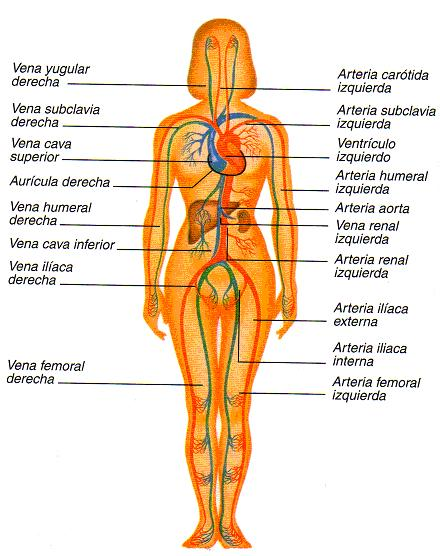 Vena yugular
derecha
Vena subclavia
derecha
Vena cava
superior
Aurícula derecha
Vena humeral
derecha
Vena cava inferior
Vena ilíaca
derecha
Vena femoral
derecha
Arteria carótida
izquierda
Arteria subclavia
izquierda
Ventrículo
izquierdo
Arteria humeral
izquierda
Arteria aorta
Vena renal
izquierda
Arteria renal
izquierda
Arteria ilíaca
externa
Arteria iliaca
interna
Arteria femoral
izquierda